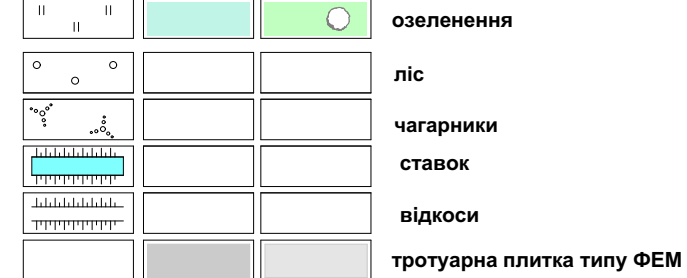 озеленення
ліс
чагарники
ставок
відкоси
тротуарна плитка типу ФЕМ